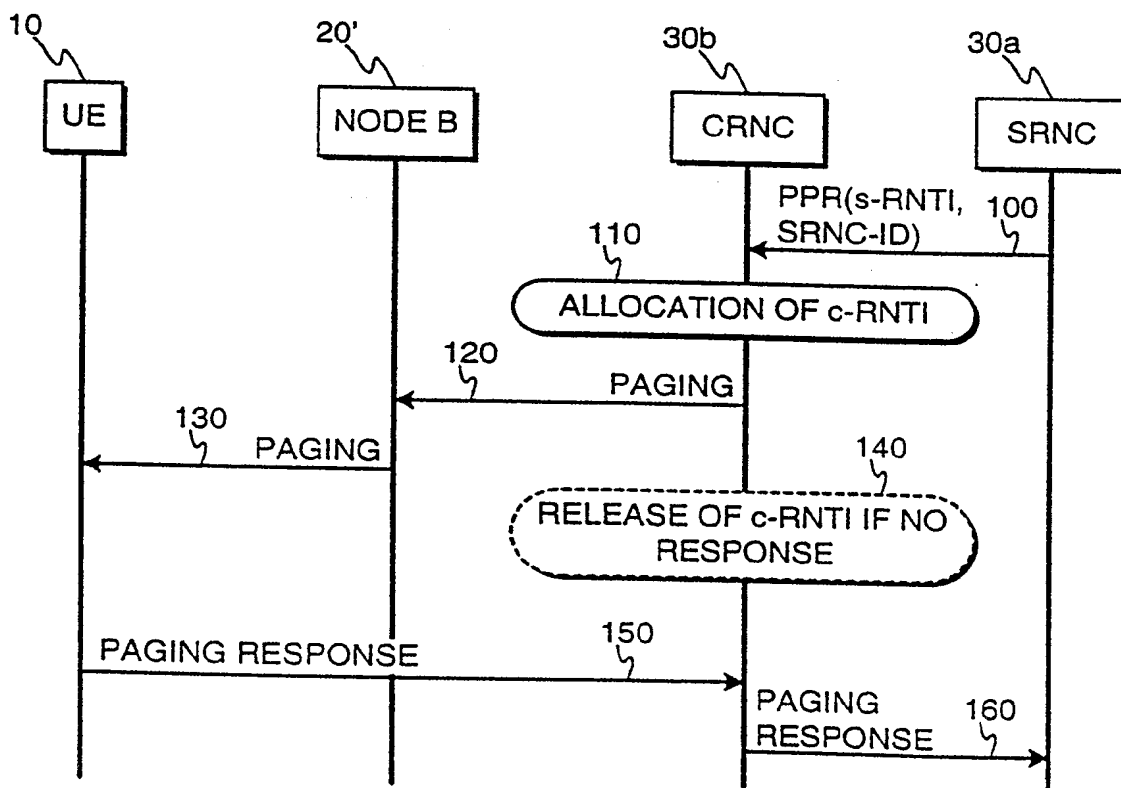 10
20'
30b
30a
UE
NODE B
CRNC
SRNC
PPR(s-RNTI,
SRNC-ID)
100
110
ALLOCATION OF c-RNTI
120
PAGING
130
PAGING
140
RELEASE OF c-RNTI IF NO
RESPONSE
PAGING RESPONSE
150
PAGING
RESPONSE
160